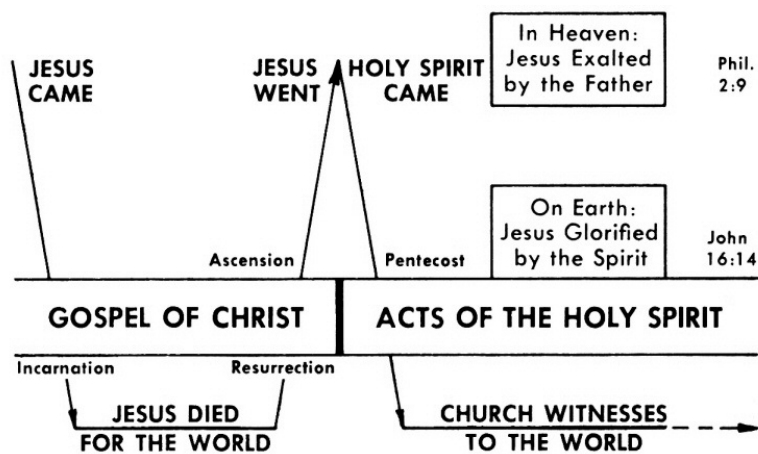 JESUS
CAME
JESUS
WENT
HOLY SPIRIT
CAME
In Heaven:
Jesus Exalted
by the Father
Phil.
2:9
Ascension
Pentecost
On Earth:
Jesus Glorified
by the Spirit
John
16:14
GOSPEL OF CHRIST
ACTS OF THE HOLY SPIRIT
Incarnation
Resurrection
JESUS DIED
FOR THE WORLD
CHURCH WITNESSES
TO THE WORLD